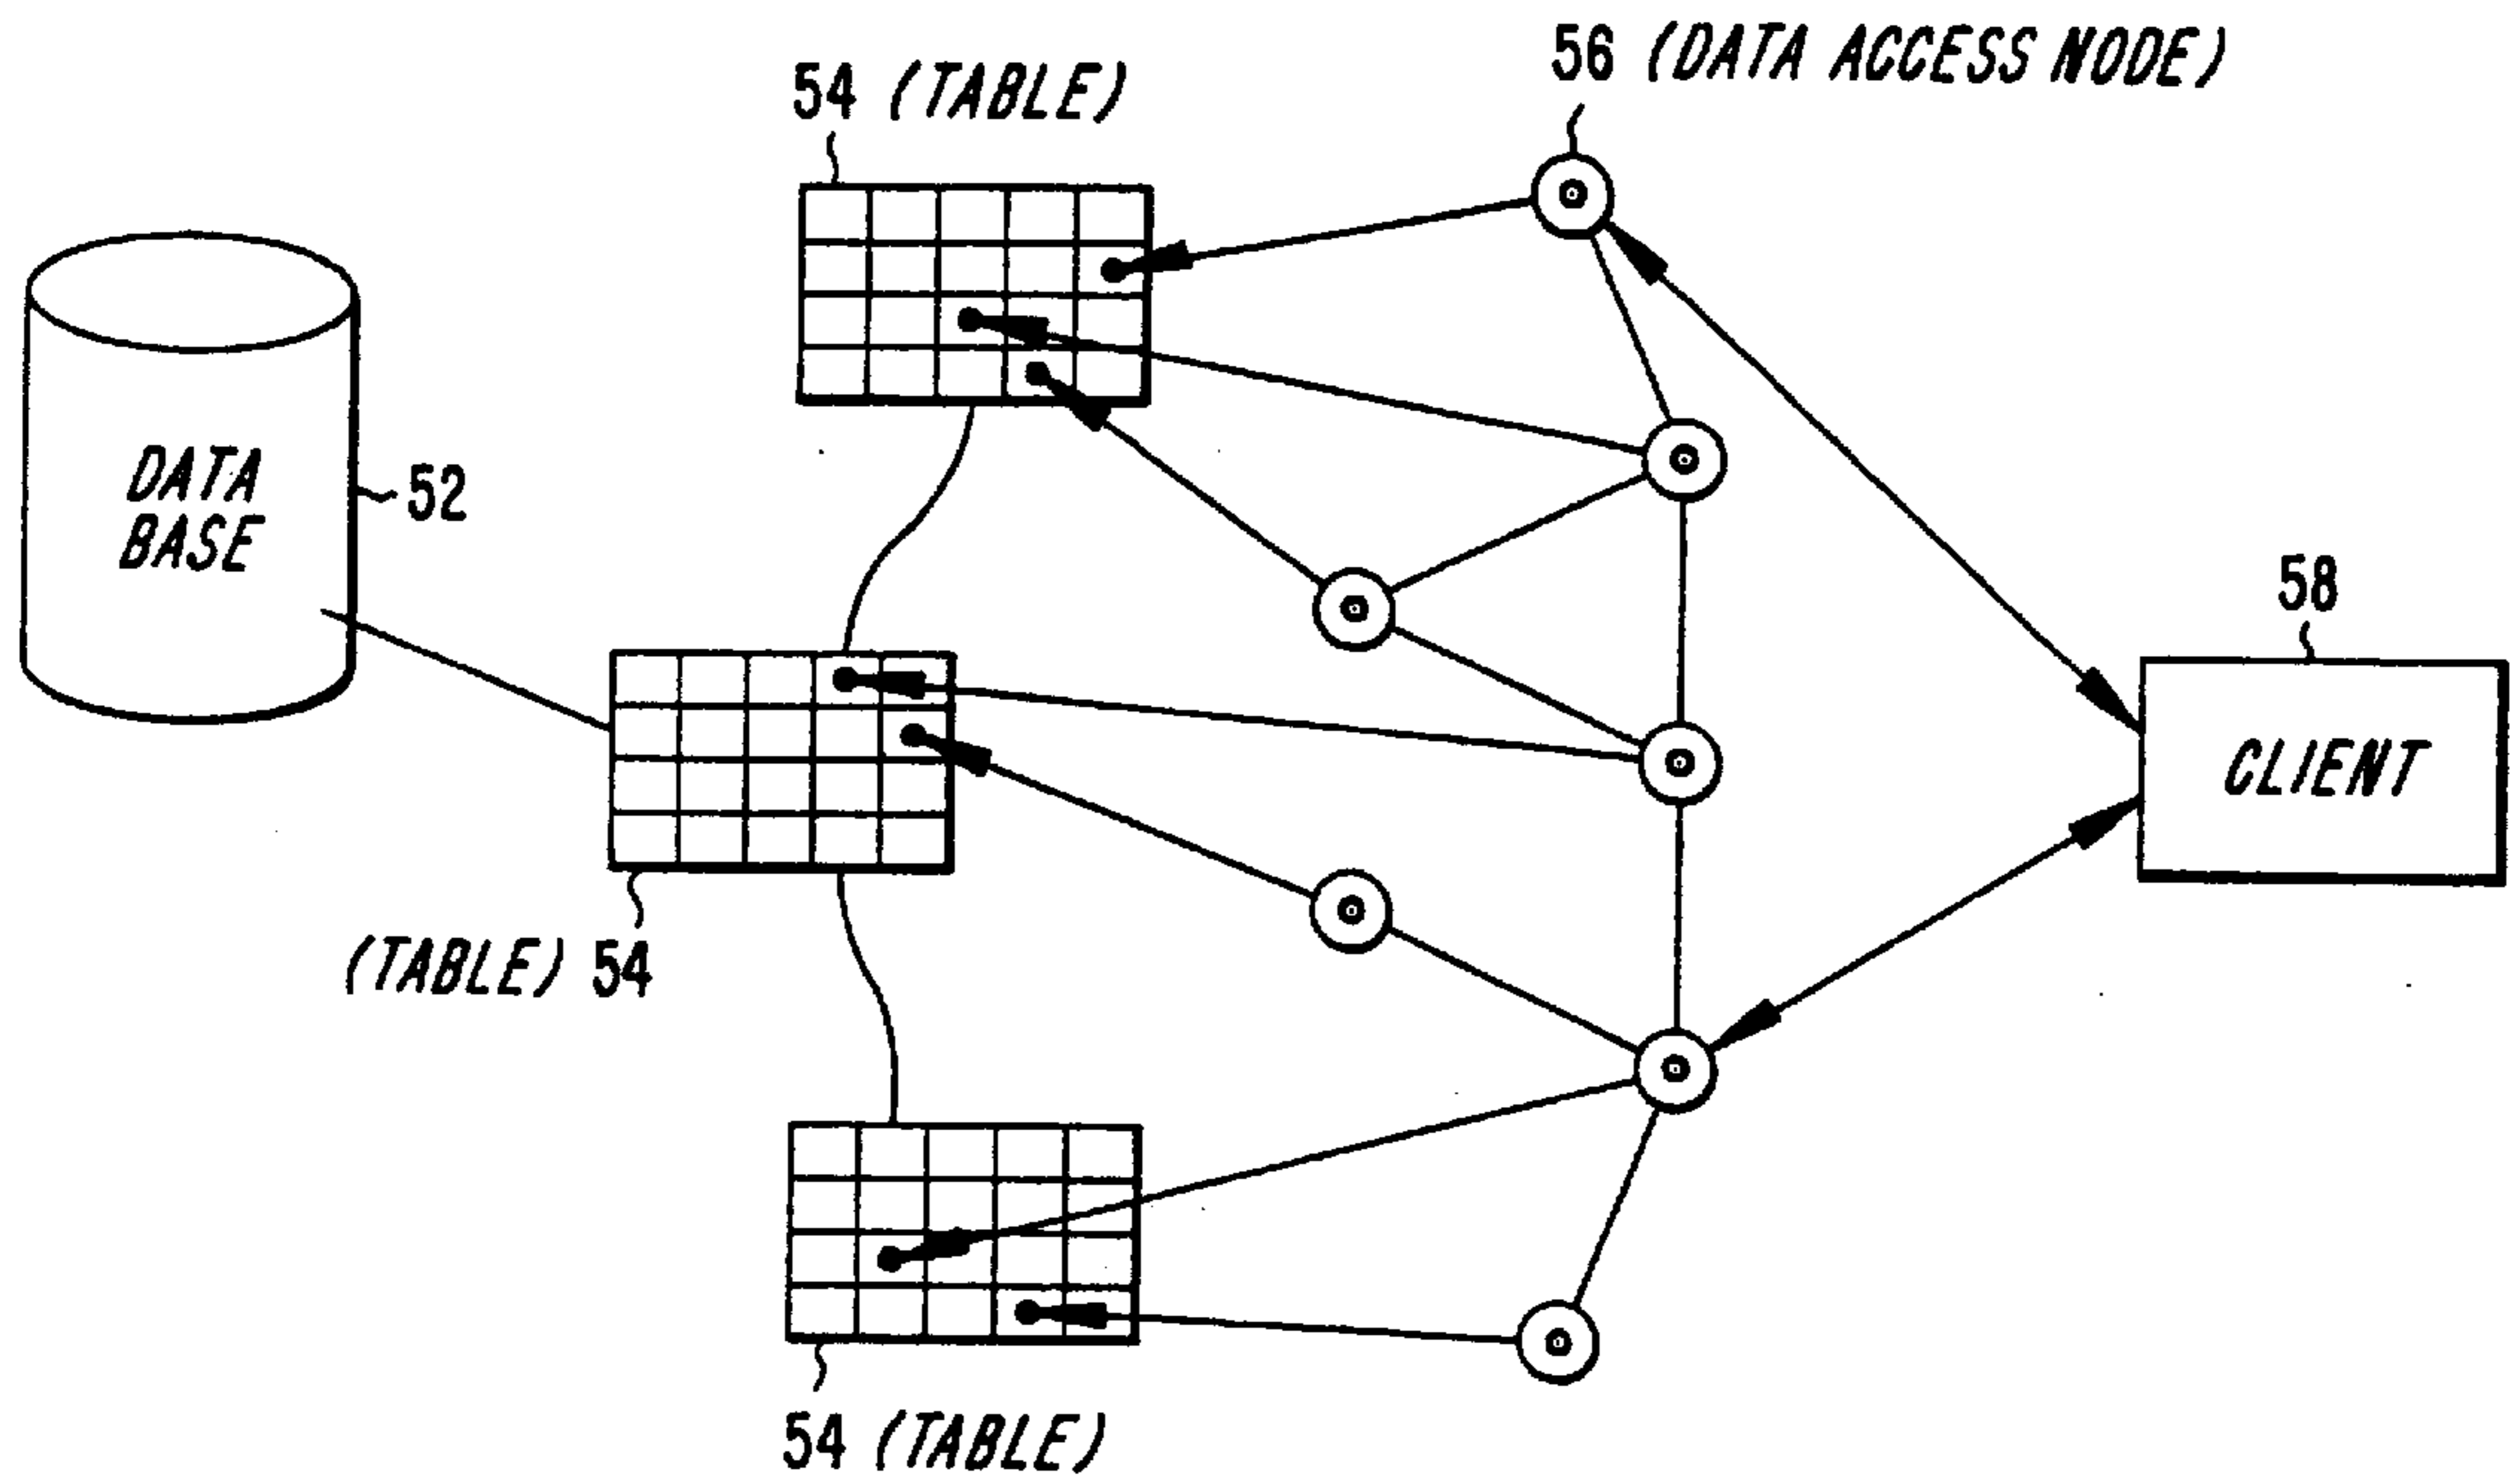 56 (DATA ACCESS NODE)
54 (TABLE)
DATA
BASE
52
58
CLIENT
(TABLE) 54
54 (TABLE)